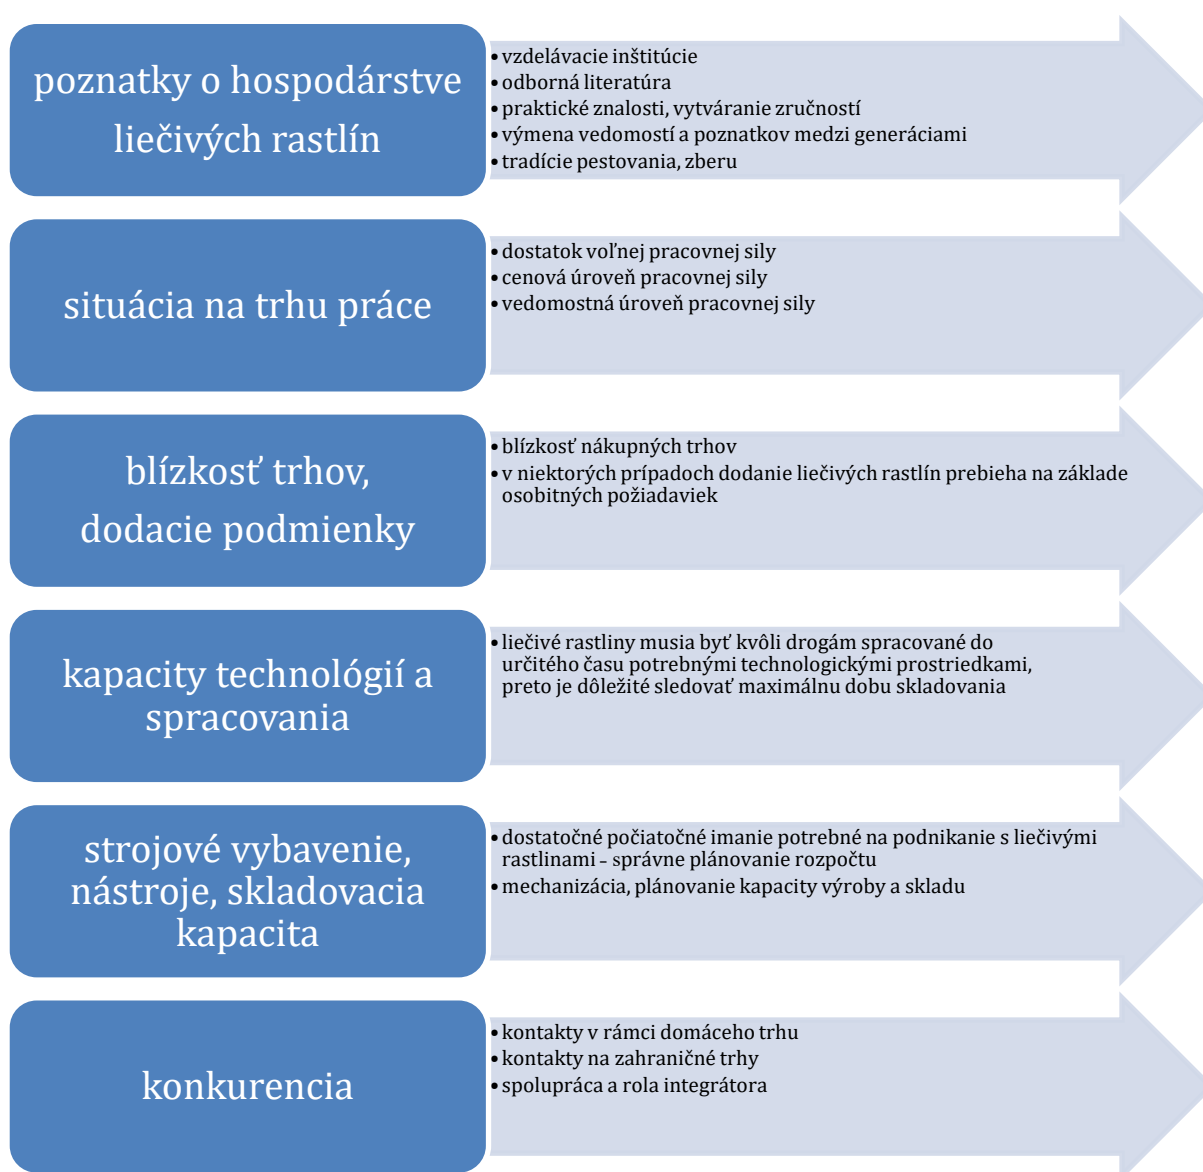 poznatky o hospodárstve
liečivých rastlín
• vzdelávacie inštitúcie
• odborná literatúra
• praktické znalosti, vytváranie zručností
• výmena vedomostí a poznatkov medzi generáciami
• tradície pestovania, zberu
situácia na trhu práce
• dostatok voľnej pracovnej sily
• cenová úroveň pracovnej sily
• vedomostná úroveň pracovnej sily
blízkosť trhov,
dodacie podmienky
• blízkosť nákupných trhov
• v niektorých prípadoch dodanie liečivých rastlín prebieha na základe
osobitných požiadaviek
kapacity technológií a
spracovania
• liečivé rastliny musia byť kvôli drogám spracované do
určitého času potrebnými technologickými prostriedkami,
preto je dôležité sledovať maximálnu dobu skladovania
strojové vybavenie,
nástroje, skladovacia
kapacita
• dostatočné počiatočné imanie potrebné na podnikanie s liečivými
rastlinami – správne plánovanie rozpočtu
• mechanizácia, plánovanie kapacity výroby a skladu
konkurencia
• kontakty v rámci domáceho trhu
• kontakty na zahraničné trhy
• spolupráca a rola integrátora